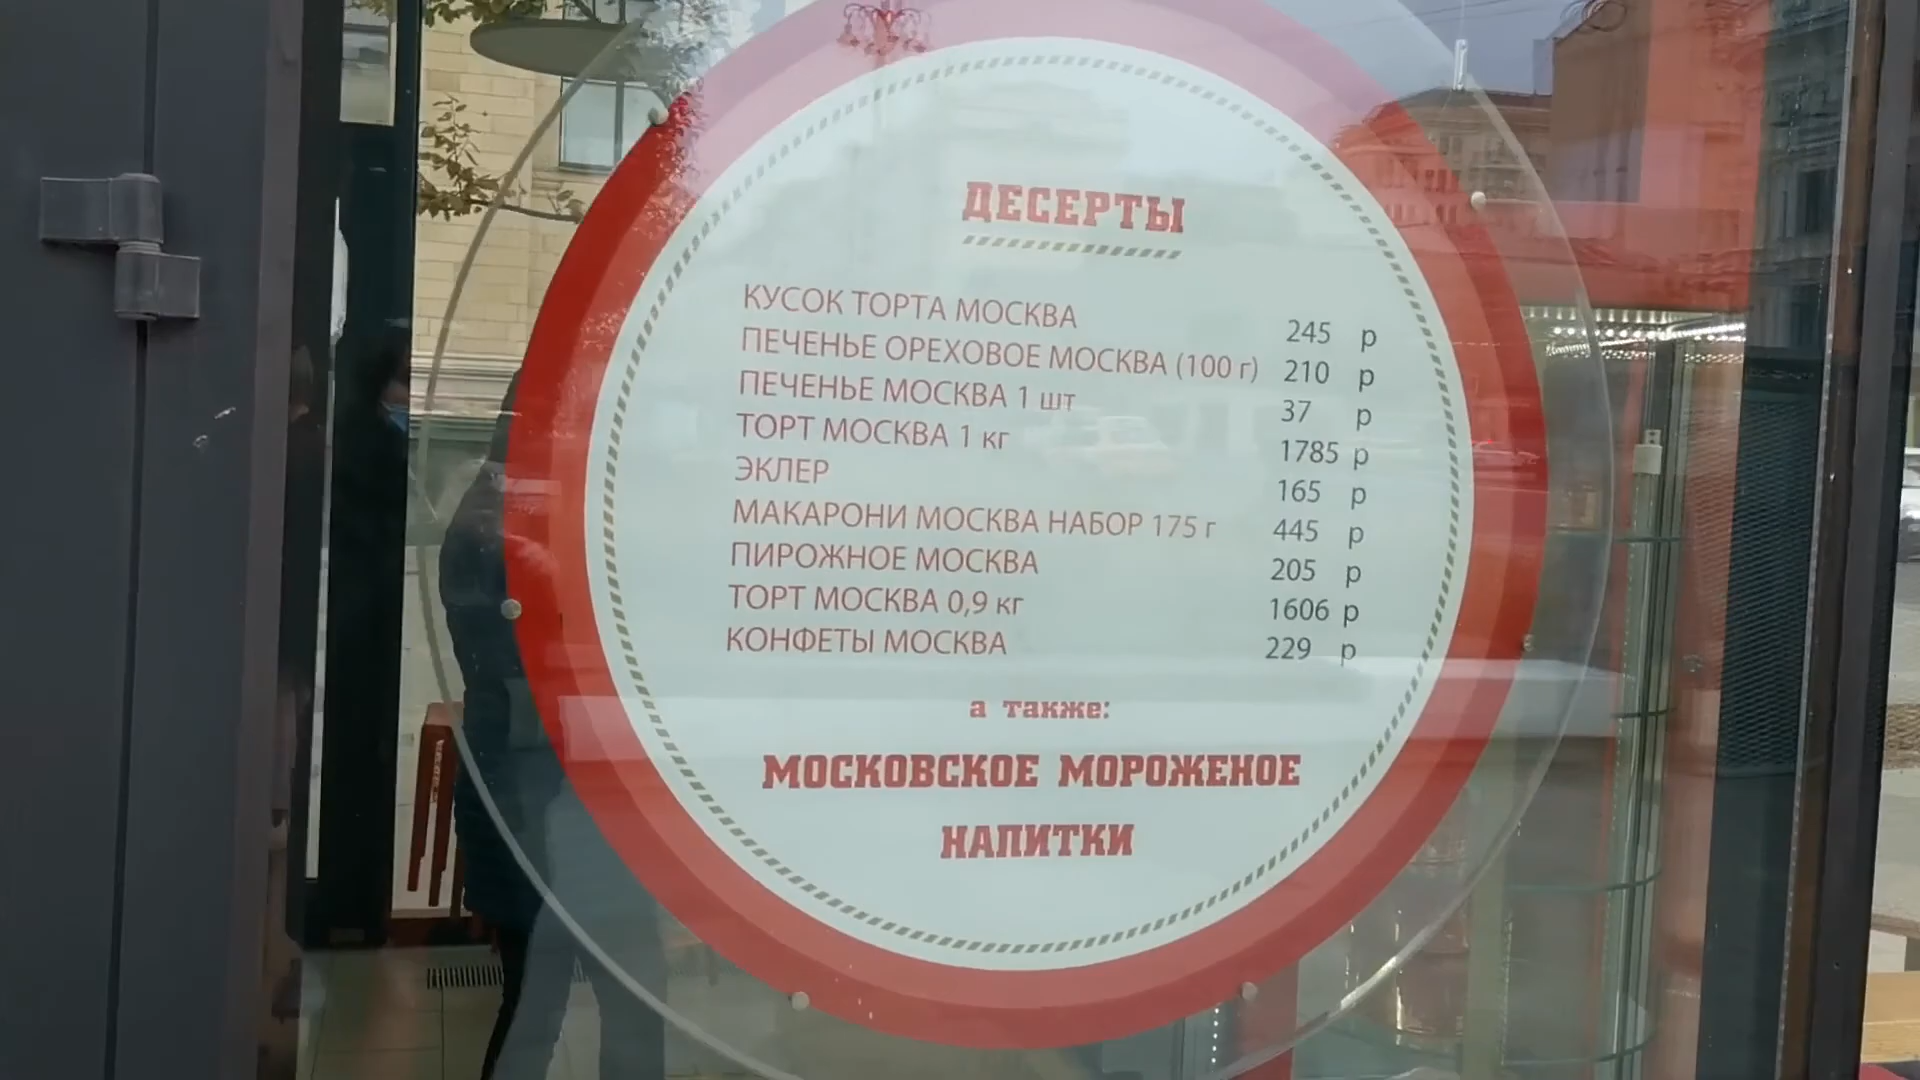 ДЕСЕРТЫ
КУСОК ТОРТА МОСКВА 245 р
ПЕЧЕНЬЕ ОРЕХОВОЕ МОСКВА (100 г) 210 р
ПЕЧЕНЬЕ МОСКВА 1 шт 37 р
ТОРТ МОСКВА 1 кг 1785 р
ЭКЛЕР 165 р
МАКАРОНИ МОСКВА НАБОР 175 г 445 р
ПИРОЖНОЕ МОСКВА 205 р
ТОРТ МОСКВА 0,9 кг 1606 р
КОНФЕТЫ МОСКВА 229 р
а также:
МОСКОВСКОЕ МОРОЖЕНОЕ
НАПИТКИ